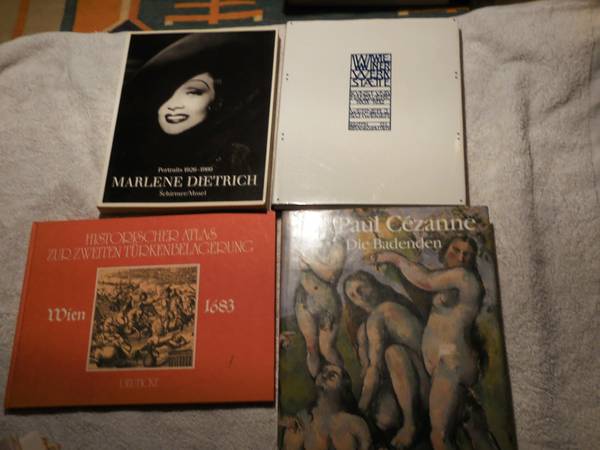 Portraits 1926-1960
MARLENE DIETRICH
Schirmer/Mosel
WIENER
WERK
STÄTTE
HISTORISCHER ATLAS
ZUR ZWEITEN TÜRKENBELAGERUNG
Wien 1683
DEUTICKE
Paul Cézanne
Die Badenden